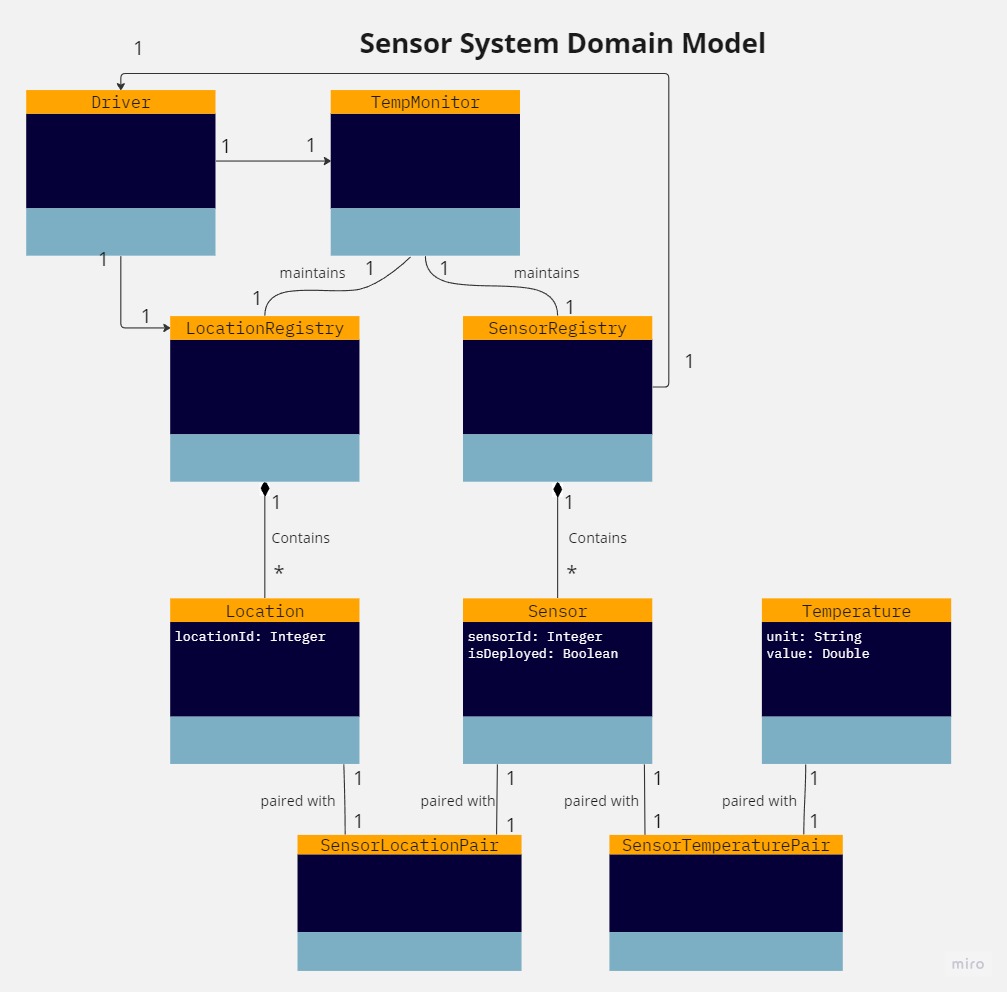 Sensor System Domain Model
1
Driver
TempMonitor
1
1
1
maintains
1
1
maintains
1
1
1
LocationRegistry
SensorRegistry
1
1
1
Contains
Contains
*
*
Location
Sensor
Temperature
locationId: Integer
sensorId: Integer
isDeployed: Boolean
unit: String
value: Double
1
1
1
1
paired with
paired with
paired with
paired with
1
1
1
1
SensorLocationPair
SensorTemperaturePair
miro